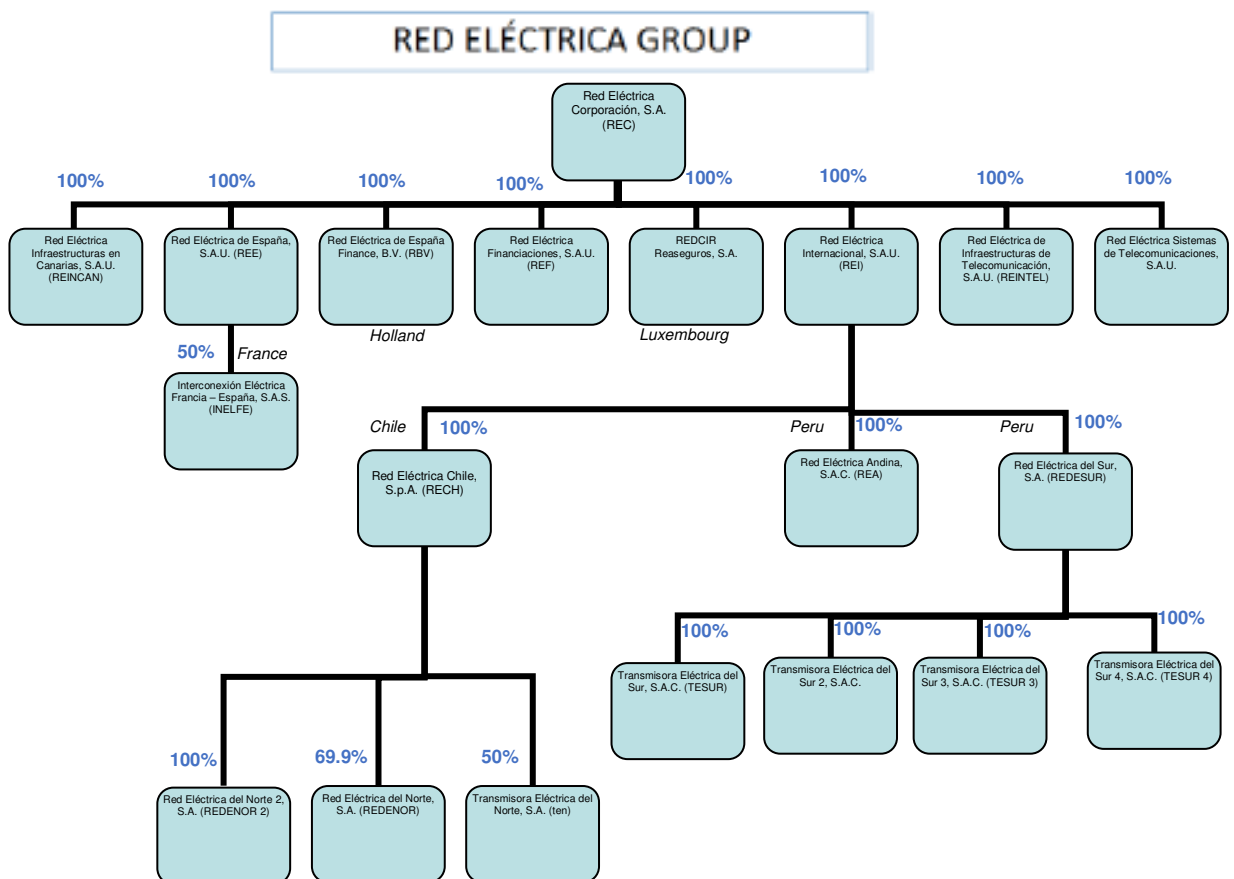 RED ELÉCTRICA GROUP
Red Eléctrica
Corporación, S.A.
(REC)
100%
100%
100%
100%
100%
100%
100%
100%
Red Eléctrica
Infraestructuras en
Canarias, S.A.U.
(REINCAN)
Red Eléctrica de España,
S.A.U. (REE)
Red Eléctrica de España
Finance, B.V. (RBV)
Red Eléctrica
Financiaciones, S.A.U.
(REF)
REDCIR
Reaseguros, S.A.
Red Eléctrica
Internacional, S.A.U.
(REI)
Red Eléctrica de
Infraestructuras de
Telecomunicación,
S.A.U. (REINTEL)
Red Eléctrica Sistemas
de Telecomunicaciones,
S.A.U.
Holland
Luxembourg
50%
France
Interconexión Eléctrica
Francia – España, S.A.S.
(INELFE)
Chile
100%
Peru
100%
Peru
100%
Red Eléctrica Chile,
S.p.A. (RECH)
Red Eléctrica Andina,
S.A.C. (REA)
Red Eléctrica del Sur,
S.A. (REDESUR)
100%
100%
100%
100%
Transmisora Eléctrica del
Sur, S.A.C. (TESUR)
Transmisora Eléctrica del
Sur 2, S.A.C.
Transmisora Eléctrica del
Sur 3, S.A.C. (TESUR 3)
Transmisora Eléctrica del
Sur 4, S.A.C. (TESUR 4)
100%
69.9%
50%
Red Eléctrica del Norte 2,
S.A. (REDENOR 2)
Red Eléctrica del Norte,
S.A. (REDENOR)
Transmisora Eléctrica del
Norte, S.A. (ten)